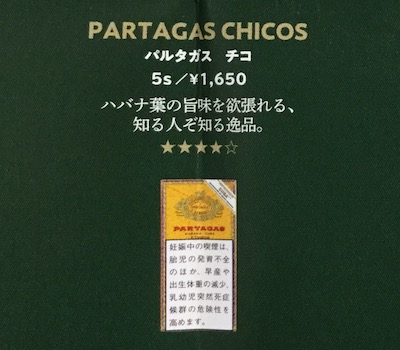 PARTAGAS CHICOS
パルタガス チコ
5s／¥1,650
ハバナ葉の旨味を欲張れる、
知る人ぞ知る逸品。
★★★★☆
PARTAGAS
妊娠中の喫煙は、
胎児の発育不全
のほか、早産や
出生体重の減少、
乳幼児突然死症
候群の危険性を
高めます。